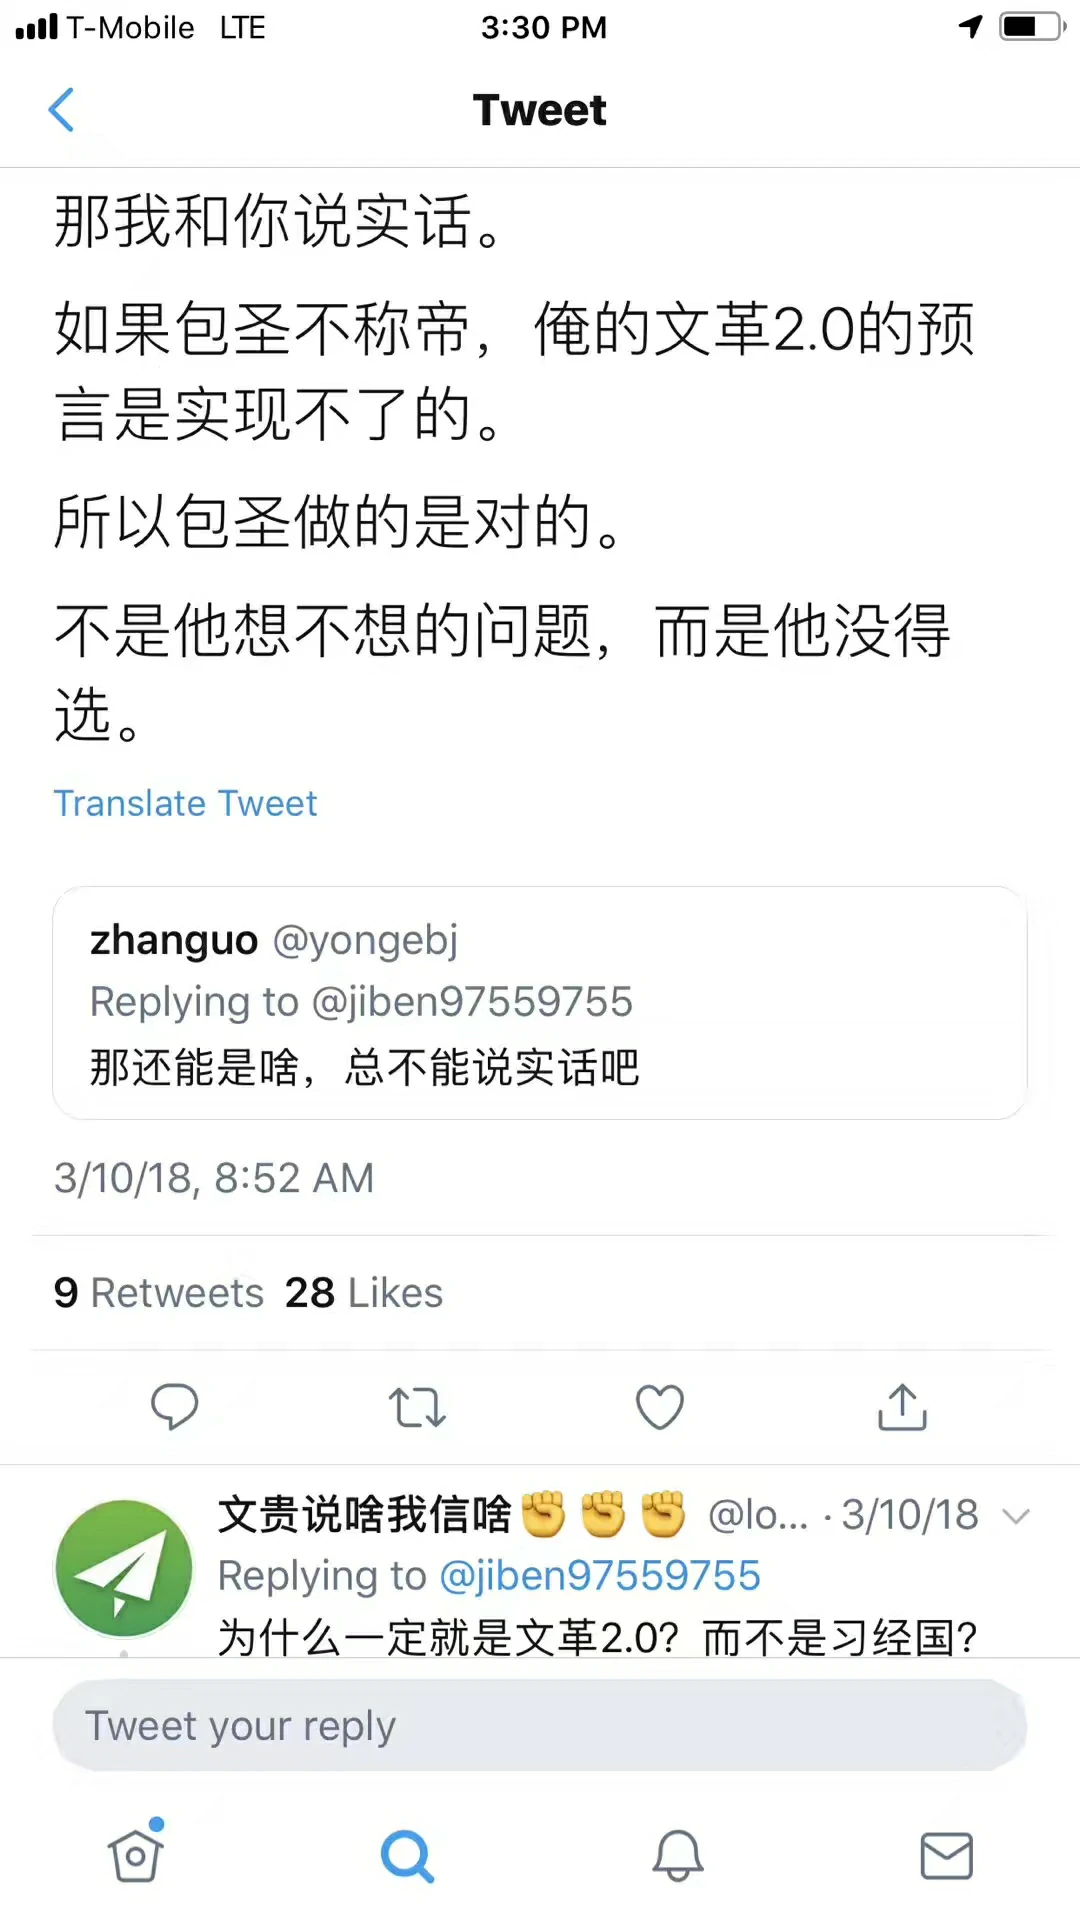 T-Mobile LTE 3:30 PM
Tweet
那我和你说实话。
如果包圣不称帝，俺的文革2.0的预
言是实现不了的。
所以包圣做的是对的。
不是他想不想的问题，而是他没得
选。
Translate Tweet
zhanguo @yongebj
Replying to @jiben97559755
那还能是啥，总不能说实话吧
3/10/18, 8:52 AM
9 Retweets 28 Likes
文贵说啥我信啥✊✊✊ @lo... · 3/10/18
Replying to @jiben97559755
为什么一定就是文革2.0？而不是习经国？
Tweet your reply